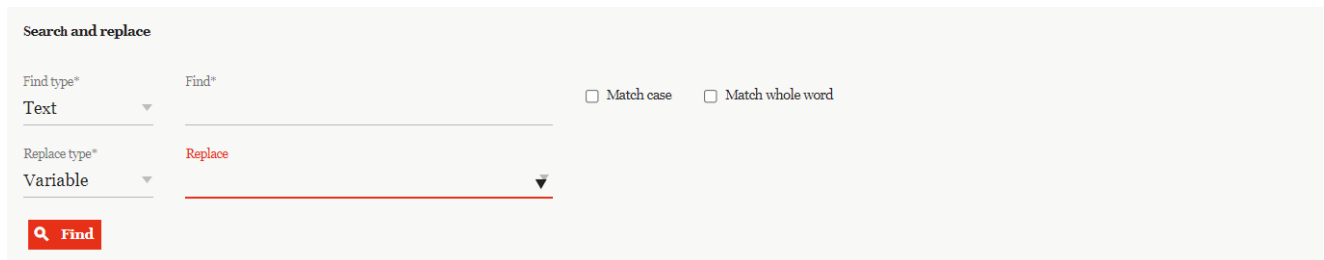 Search and replace
Find type* Find*
Text
Match case Match whole word
Replace type* Replace
Variable
Find